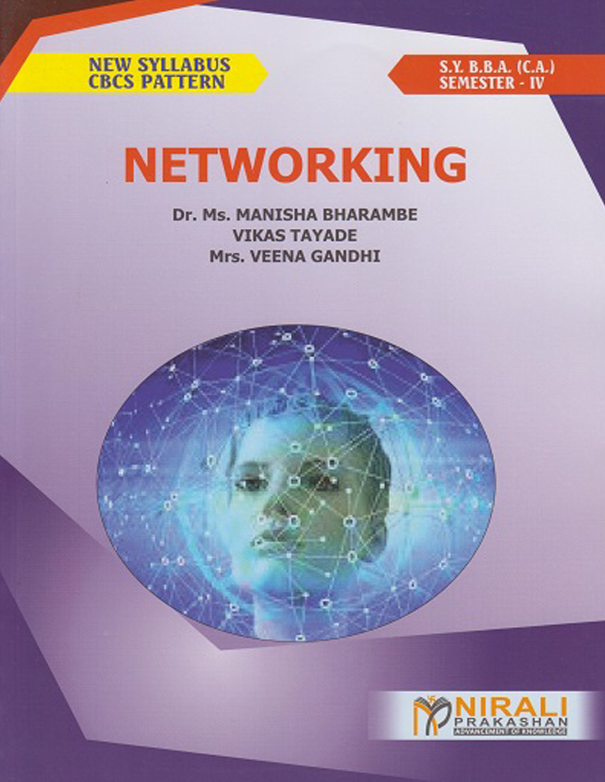 NEW SYLLABUS
CBCS PATTERN
S.Y. B.B.A. (C.A.)
SEMESTER - IV
NETWORKING
Dr. Ms. MANISHA BHARAMBE
VIKAS TAYADE
Mrs. VEENA GANDHI
NIRALI
PRAKASHAN
ADVANCEMENT OF KNOWLEDGE